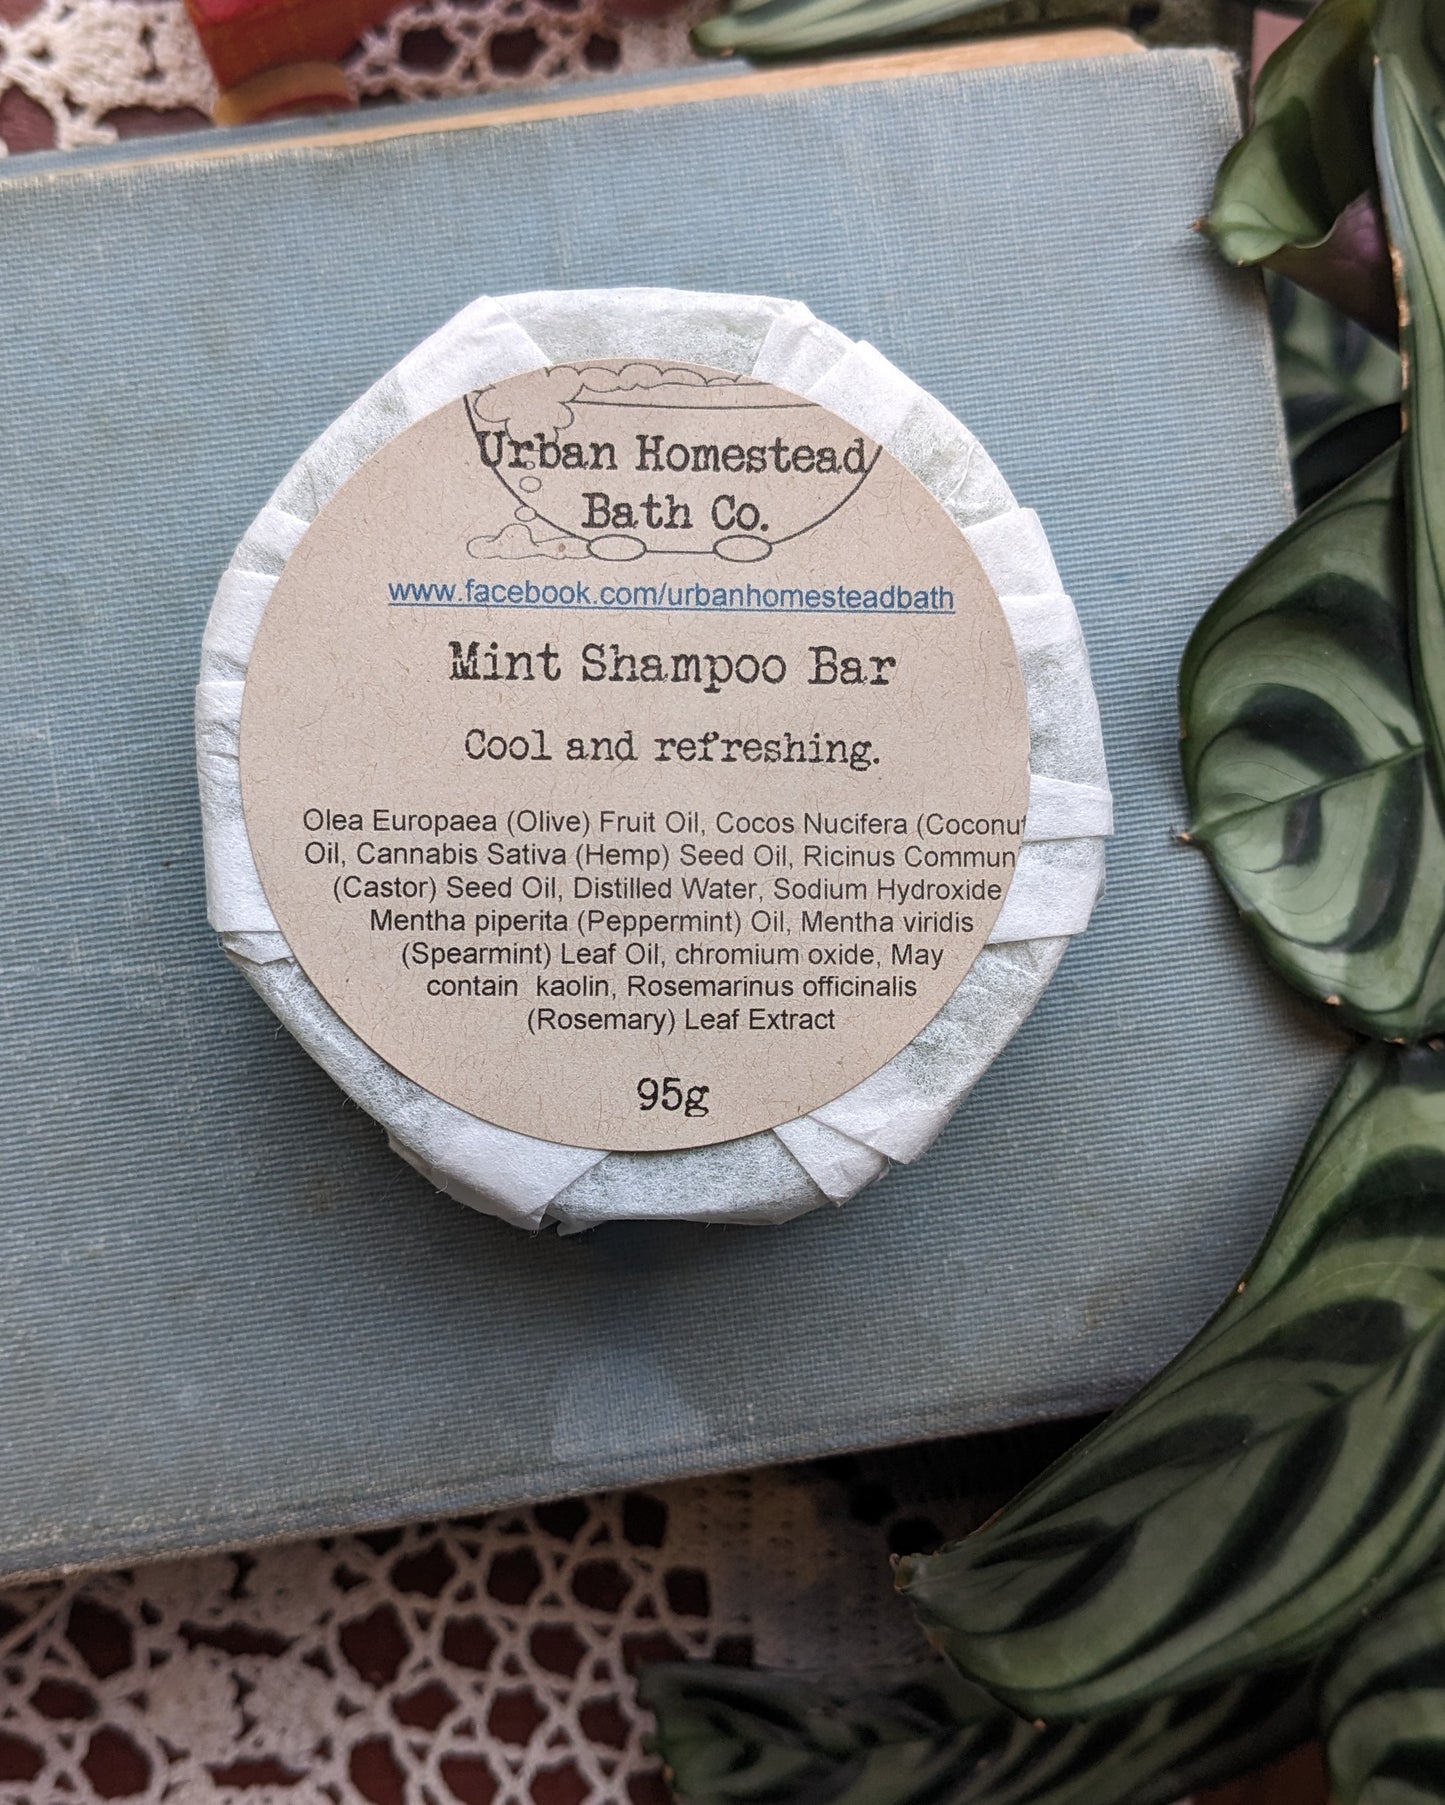 Urban Homestead
Bath Co.
www.facebook.com/urbanhomesteadbath
Mint Shampoo Bar
Cool and refreshing.
Olea Europaea (Olive) Fruit Oil, Cocos Nucifera (Coconut
Oil, Cannabis Sativa (Hemp) Seed Oil, Ricinus Commun
(Castor) Seed Oil, Distilled Water, Sodium Hydroxide
Mentha piperita (Peppermint) Oil, Mentha viridis
(Spearmint) Leaf Oil, chromium oxide, May
contain kaolin, Rosemarinus officinalis
(Rosemary) Leaf Extract
95g